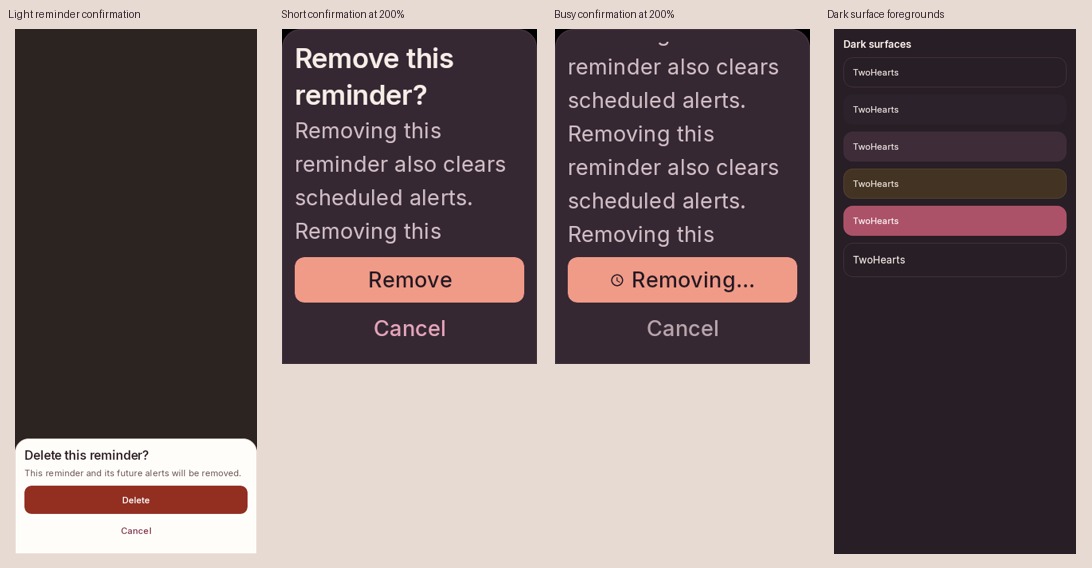 Light reminder confirmation
Delete this reminder?
This reminder and its future alerts will be removed.
Delete
Cancel
Short confirmation at 200%
Remove this
reminder?
Removing this
reminder also clears
scheduled alerts.
Removing this
Remove
Cancel
Busy confirmation at 200%
reminder also clears
scheduled alerts.
Removing this
reminder also clears
scheduled alerts.
Removing this
Removing...
Cancel
Dark surface foregrounds
Dark surfaces
TwoHearts
TwoHearts
TwoHearts
TwoHearts
TwoHearts
TwoHearts